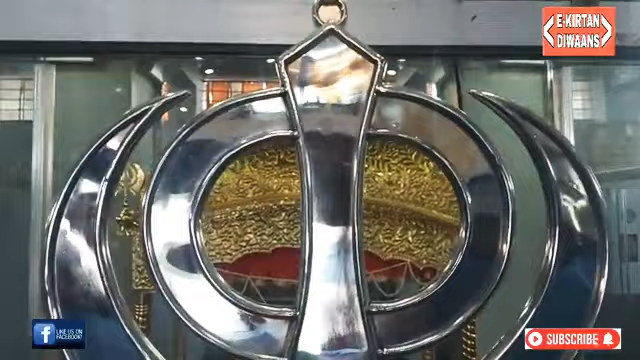 E-KIRTAN
DIWAANS
LIKE US ON
FACEBOOK!
SUBSCRIBE